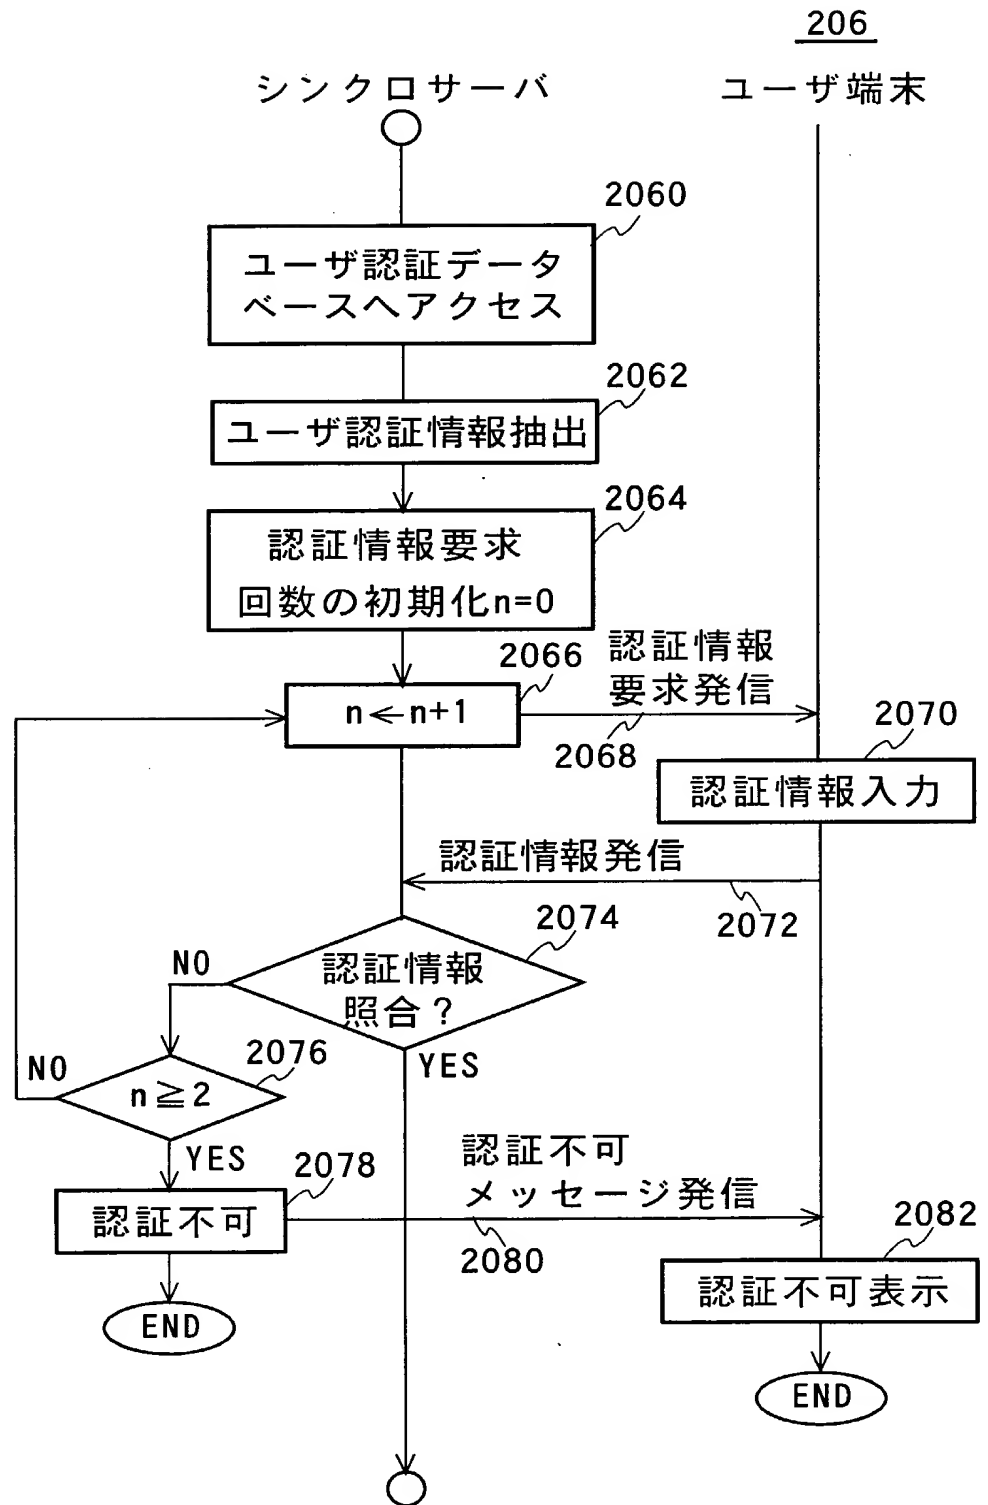 206
シンクロサーバ
ユーザ端末
2060
ユーザ認証データ
ベースへアクセス
2062
ユーザ認証情報抽出
2064
認証情報要求
回数の初期化n=0
2066
n←n+1
認証情報
要求発信
2068
2070
認証情報入力
認証情報発信
2072
2074
認証情報
照合？
NO
YES
2076
n≧2
NO
YES
2078
認証不可
認証不可
メッセージ発信
2080
2082
認証不可表示
END
END